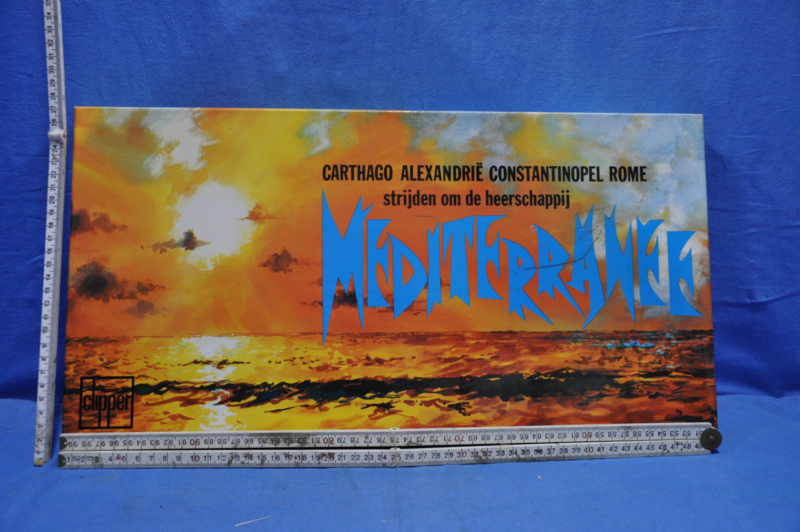 CARTHAGO ALEXANDRIË CONSTANTINOPEL ROME
strijden om de heerschappij
MEDITERRANEE
clipper